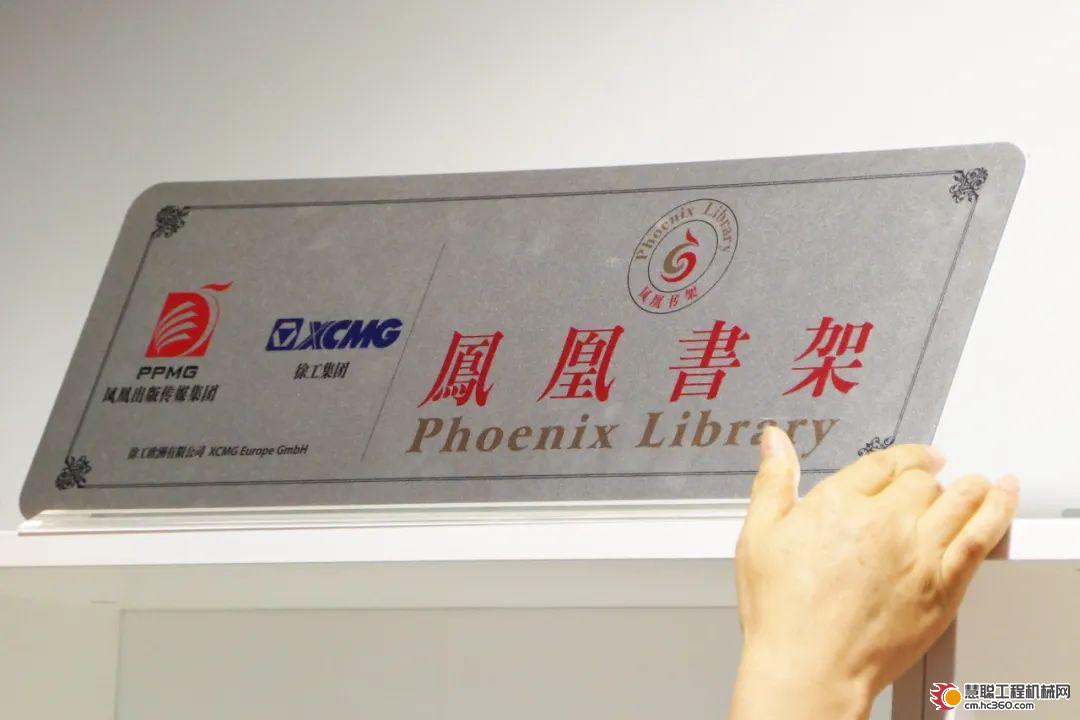 PPMG
凤凰出版传媒集团
XCMG
徐工集团
徐工欧洲有限公司 XCMG Europe GmbH
Phoenix Library
凤凰书架
鳳凰書架
Phoenix Library
慧聪工程机械网
cm.hc360.com